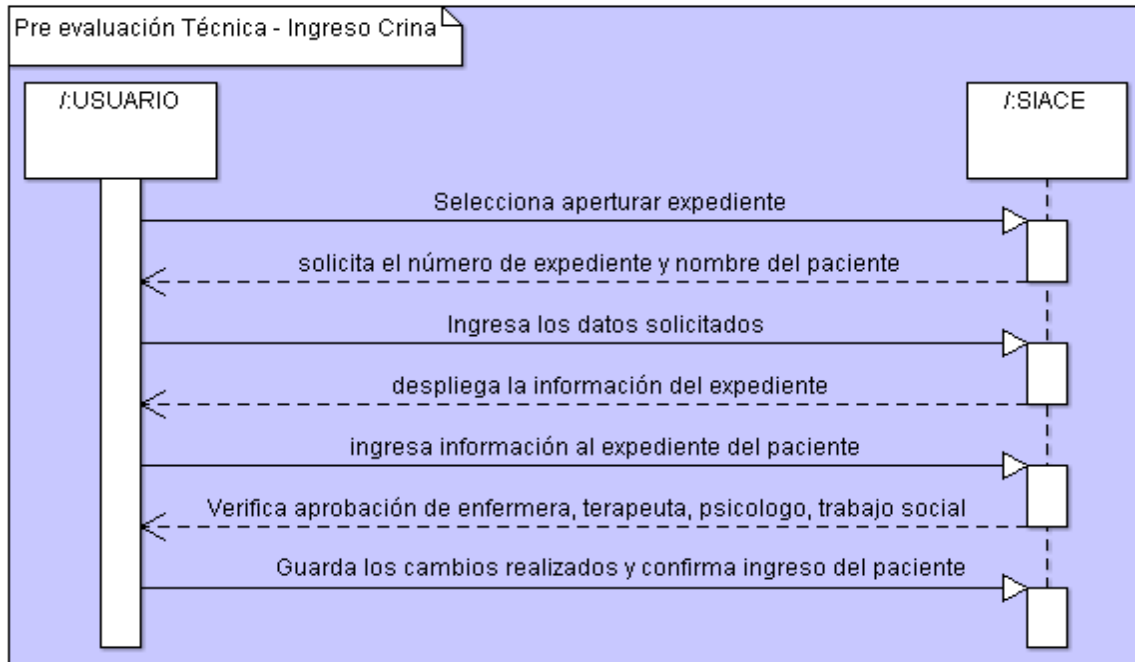 Pre evaluación Técnica - Ingreso Crina
/:USUARIO
/:SIACE
Selecciona aperturar expediente
solicita el número de expediente y nombre del paciente
Ingresa los datos solicitados
despliega la información del expediente
ingresa información al expediente del paciente
Verifica aprobación de enfermera, terapeuta, psicologo, trabajo social
Guarda los cambios realizados y confirma ingreso del paciente